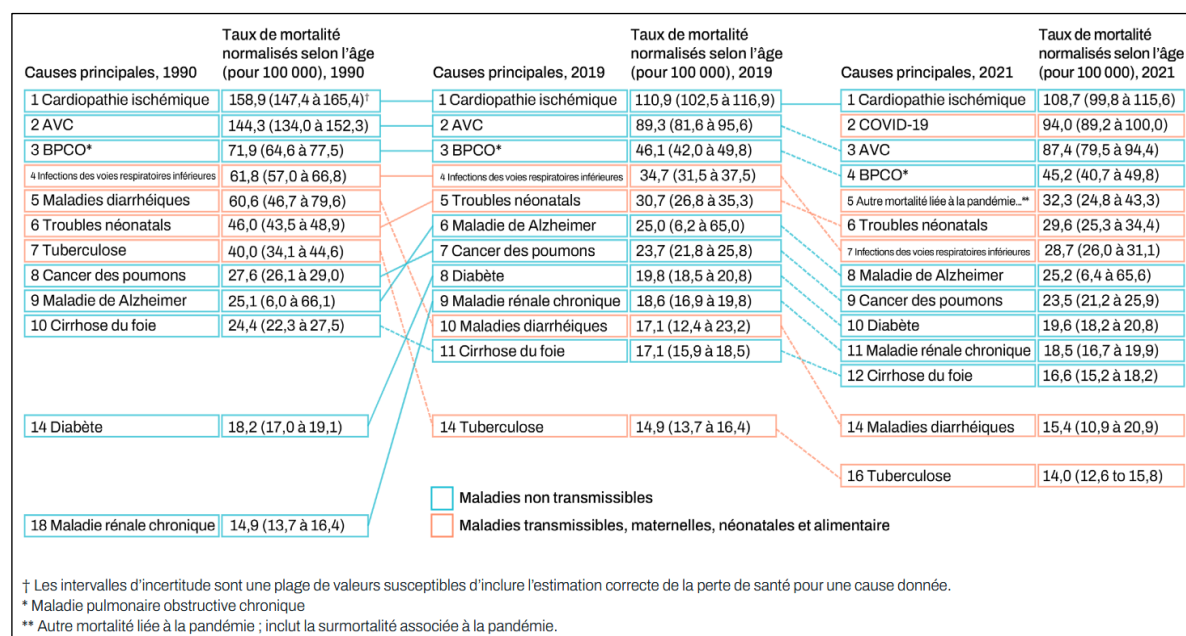 Causes principales, 1990
Taux de mortalité
normalisés selon l'âge
(pour 100 000), 1990
1 Cardiopathie ischémique 158,9 (147,4 à 165,4)†
2 AVC 144,3 (134,0 à 152,3)
3 BPCO* 71,9 (64,6 à 77,5)
4 Infections des voies respiratoires inférieures 61,8 (57,0 à 66,8)
5 Maladies diarrhéiques 60,6 (46,7 à 79,6)
6 Troubles néonatals 46,0 (43,5 à 48,9)
7 Tuberculose 40,0 (34,1 à 44,6)
8 Cancer des poumons 27,6 (26,1 à 29,0)
9 Maladie de Alzheimer 25,1 (6,0 à 66,1)
10 Cirrhose du foie 24,4 (22,3 à 27,5)
14 Diabète 18,2 (17,0 à 19,1)
18 Maladie rénale chronique 14,9 (13,7 à 16,4)
Causes principales, 2019
Taux de mortalité
normalisés selon l'âge
(pour 100 000), 2019
1 Cardiopathie ischémique 110,9 (102,5 à 116,9)
2 AVC 89,3 (81,6 à 95,6)
3 BPCO* 46,1 (42,0 à 49,8)
4 Infections des voies respiratoires inférieures 34,7 (31,5 à 37,5)
5 Troubles néonatals 30,7 (26,8 à 35,3)
6 Maladie de Alzheimer 25,0 (6,2 à 65,0)
7 Cancer des poumons 23,7 (21,8 à 25,8)
8 Diabète 19,8 (18,5 à 20,8)
9 Maladie rénale chronique 18,6 (16,9 à 19,8)
10 Maladies diarrhéiques 17,1 (12,4 à 23,2)
11 Cirrhose du foie 17,1 (15,9 à 18,5)
14 Tuberculose 14,9 (13,7 à 16,4)
Causes principales, 2021
Taux de mortalité
normalisés selon l'âge
(pour 100 000), 2021
1 Cardiopathie ischémique 108,7 (99,8 à 115,6)
2 COVID-19 94,0 (89,2 à 100,0)
3 AVC 87,4 (79,5 à 94,4)
4 BPCO* 45,2 (40,7 à 49,8)
5 Autre mortalité liée à la pandémie...** 32,3 (24,8 à 43,3)
6 Troubles néonatals 29,6 (25,3 à 34,4)
7 Infections des voies respiratoires inférieures 28,7 (26,0 à 31,1)
8 Maladie de Alzheimer 25,2 (6,4 à 65,6)
9 Cancer des poumons 23,5 (21,2 à 25,9)
10 Diabète 19,6 (18,2 à 20,8)
11 Maladie rénale chronique 18,5 (16,7 à 19,9)
12 Cirrhose du foie 16,6 (15,2 à 18,2)
14 Maladies diarrhéiques 15,4 (10,9 à 20,9)
16 Tuberculose 14,0 (12,6 to 15,8)
Maladies non transmissibles
Maladies transmissibles, maternelles, néonatales et alimentaire
† Les intervalles d'incertitude sont une plage de valeurs susceptibles d'inclure l'estimation correcte de la perte de santé pour une cause donnée.
* Maladie pulmonaire obstructive chronique
** Autre mortalité liée à la pandémie ; inclut la surmortalité associée à la pandémie.